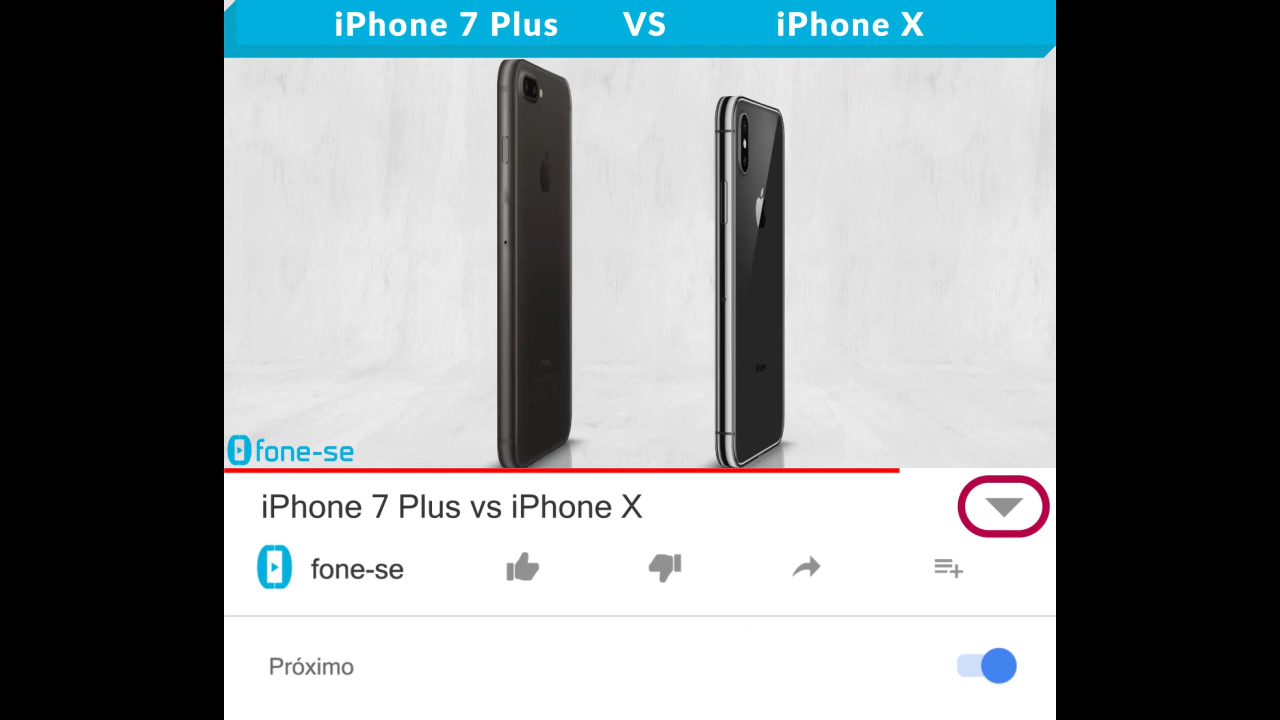 iPhone 7 Plus VS iPhone X
fone-se
iPhone 7 Plus vs iPhone X
fone-se
Próximo